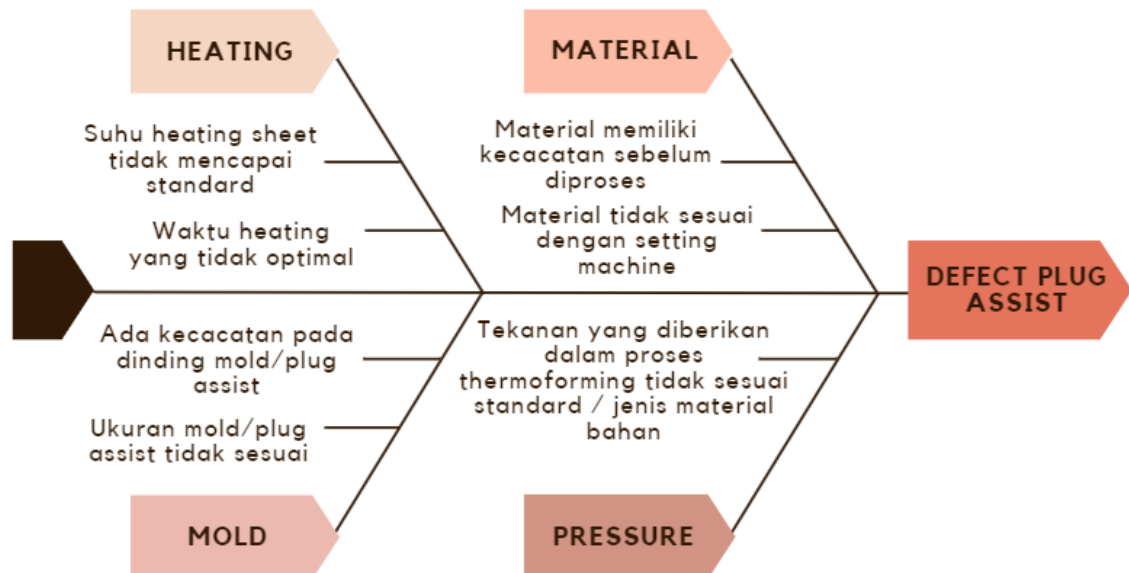 HEATING
Suhu heating sheet
tidak mencapai
standard
Waktu heating
yang tidak optimal
MATERIAL
Material memiliki
kecacatan sebelum
diproses
Material tidak sesuai
dengan setting
machine
DEFECT PLUG
ASSIST
Ada kecacatan pada
dinding mold/plug
assist
Ukuran mold/plug
assist tidak sesuai
MOLD
Tekanan yang diberikan
dalam proses
thermoforming tidak sesuai
standard / jenis material
bahan
PRESSURE